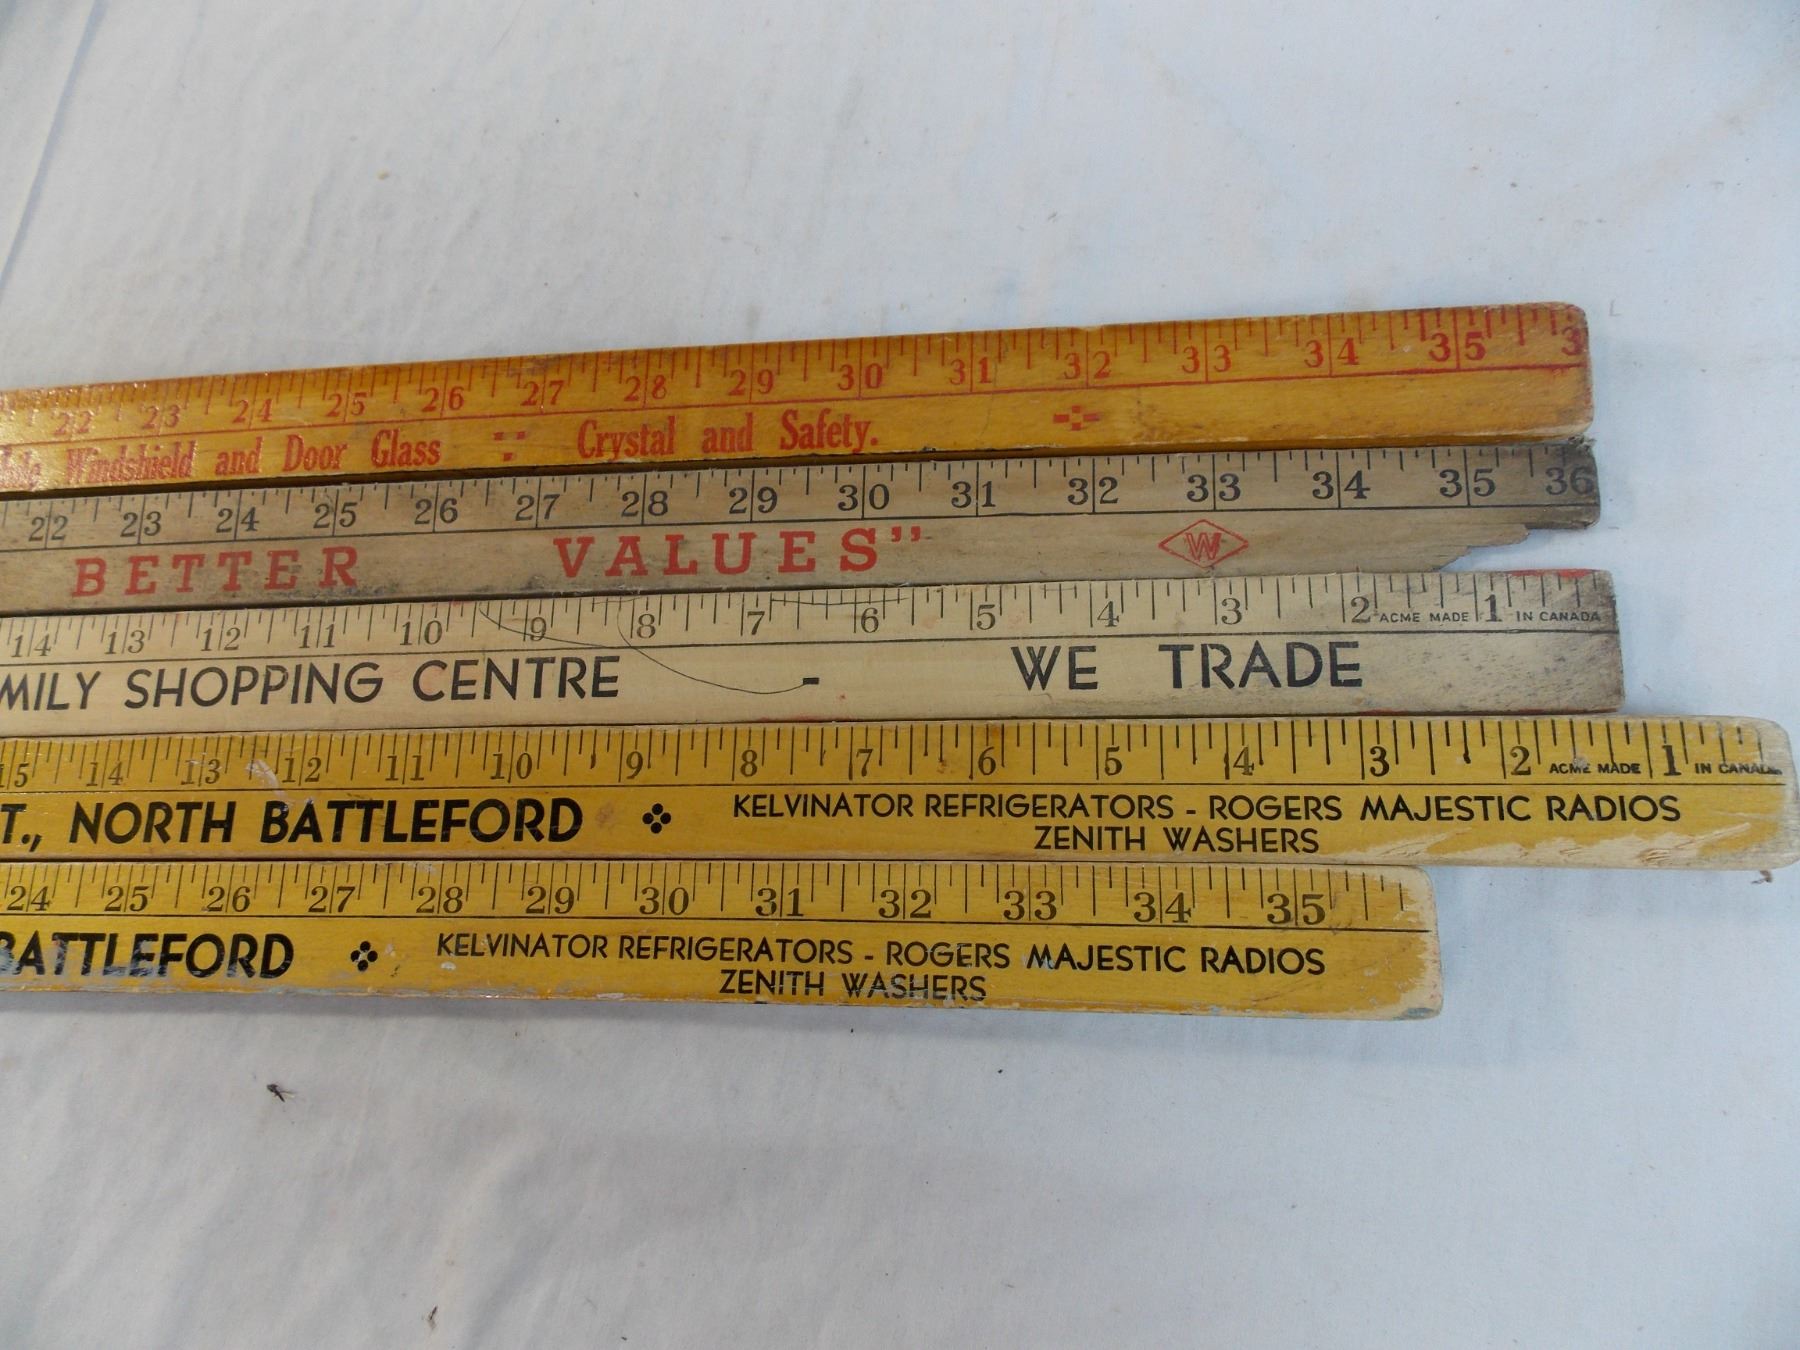 22 23 24 25 26 27 28 29 30 31 32 33 34 35 3
Windshield and Door Glass Crystal and Safety.
22 23 24 25 26 27 28 29 30 31 32 33 34 35 36
BETTER VALUES” W
14 13 12 11 10 9 8 7 6 5 4 3 2 ACME MADE 1 IN CANADA
MILY SHOPPING CENTRE - WE TRADE
15 14 13 12 11 10 9 8 7 6 5 4 3 2 ACME MADE 1 IN CANADA
T., NORTH BATTLEFORD KELVINATOR REFRIGERATORS - ROGERS MAJESTIC RADIOS
ZENITH WASHERS
24 25 26 27 28 29 30 31 32 33 34 35
BATTLEFORD KELVINATOR REFRIGERATORS - ROGERS MAJESTIC RADIOS
ZENITH WASHERS